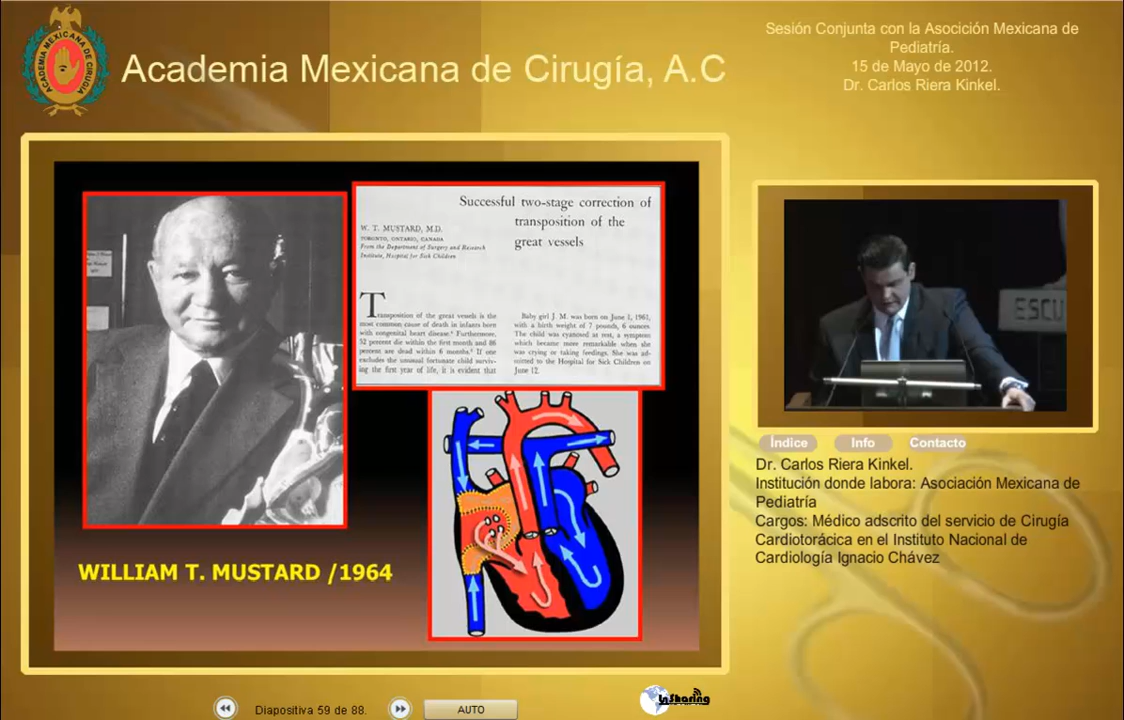 ACADEMIA MEXICANA DE CIRUGIA
Academia Mexicana de Cirugía, A.C
Sesión Conjunta con la Asocición Mexicana de
Pediatría.
15 de Mayo de 2012.
Dr. Carlos Riera Kinkel.
Successful two-stage correction of
transposition of the
great vessels
W. T. MUSTARD, M.D.
TORONTO, ONTARIO, CANADA
From the Department of Surgery and Research
Institute, Hospital for Sick Children
Transposition of the great vessels is the
most common cause of death in infants born
with congenital heart disease. Furthermore,
52 percent die within the first month and 86
percent are dead within 6 months. If one
excludes the unusual fortunate child surviv-
ing the first year of life, it is evident that
Baby girl J. M. was born on June 1, 1961,
with a birth weight of 7 pounds, 6 ounces.
The child was cyanosed at rest, a symptom
which became more remarkable when she
was crying or taking feedings. She was ad-
mitted to the Hospital for Sick Children on
June 12.
WILLIAM T. MUSTARD /1964
ESCU
Índice
Info
Contacto
Dr. Carlos Riera Kinkel.
Institución donde labora: Asociación Mexicana de
Pediatría
Cargos: Médico adscrito del servicio de Cirugía
Cardiotorácica en el Instituto Nacional de
Cardiología Ignacio Chávez
Diapositiva 59 de 88.
AUTO
InSharing